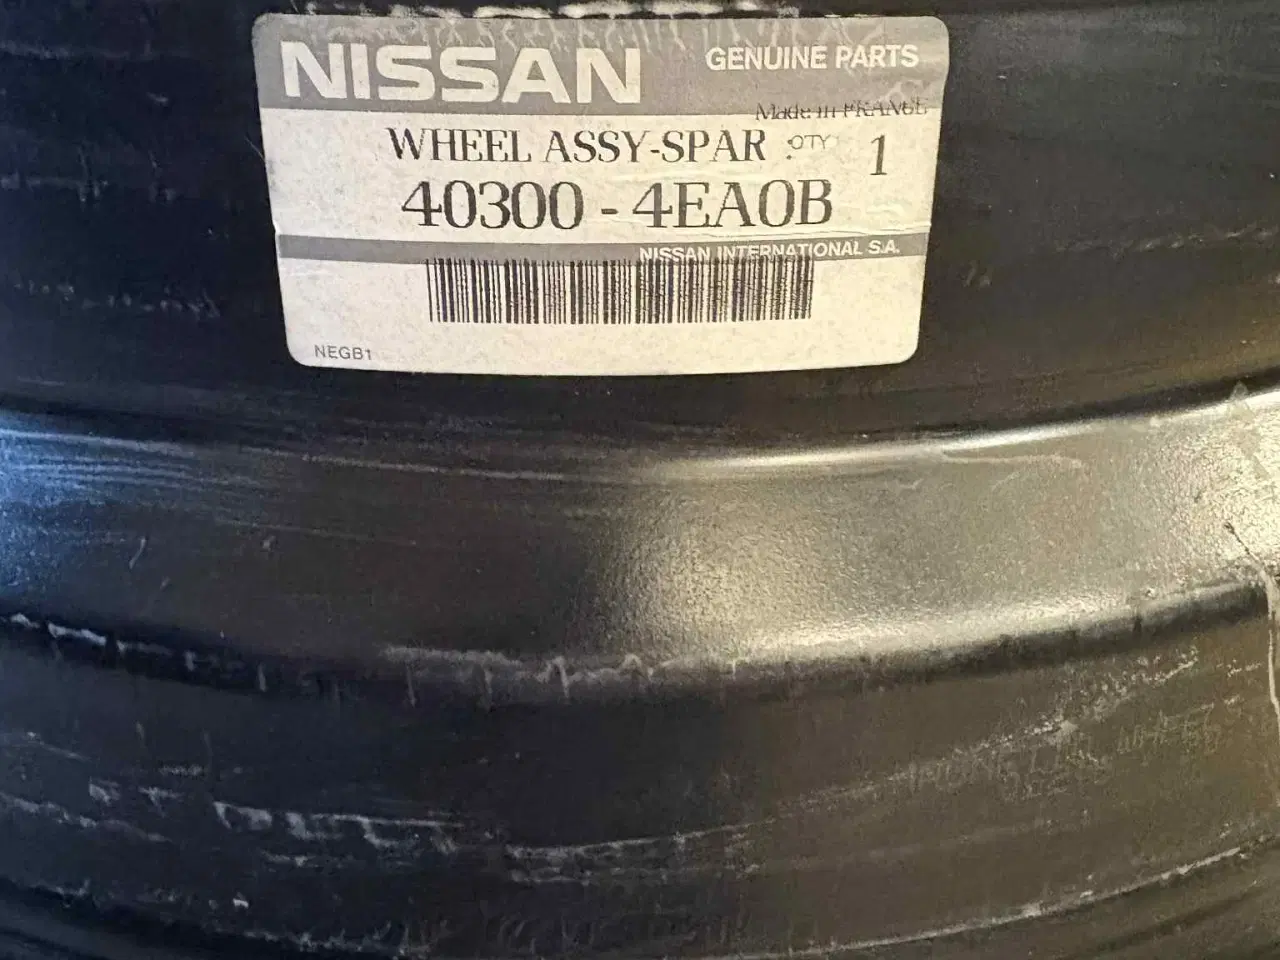 NISSAN GENUINE PARTS
Made in FRANCE
WHEEL ASSY-SPAR QTY: 1
40300 - 4EA0B
NISSAN INTERNATIONAL S.A.
NEGB1